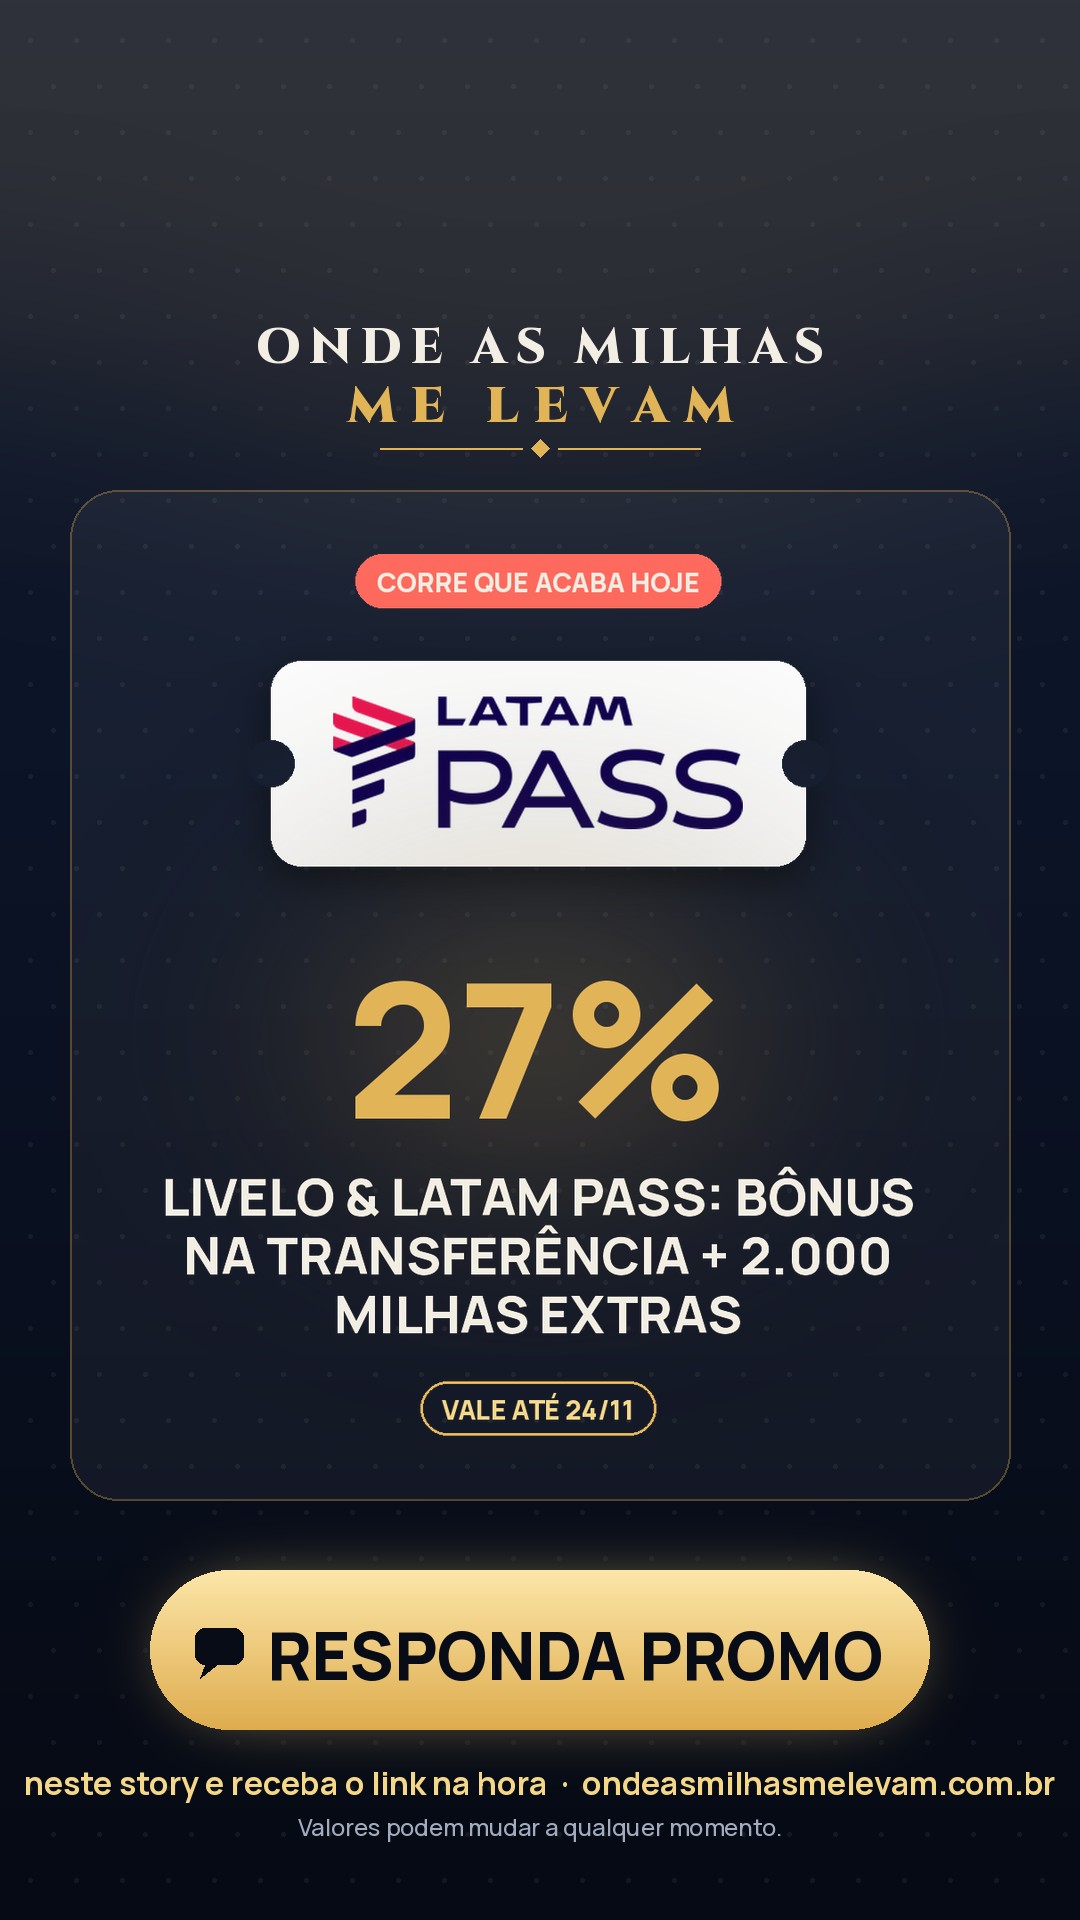 ONDE AS MILHAS
ME LEVAM
CORRE QUE ACABA HOJE
LATAM
PASS
27%
LIVELO & LATAM PASS: BÔNUS
NA TRANSFERÊNCIA + 2.000
MILHAS EXTRAS
VALE ATÉ 24/11
RESPONDA PROMO
neste story e receba o link na hora · ondeasmilhasmelevam.com.br
Valores podem mudar a qualquer momento.